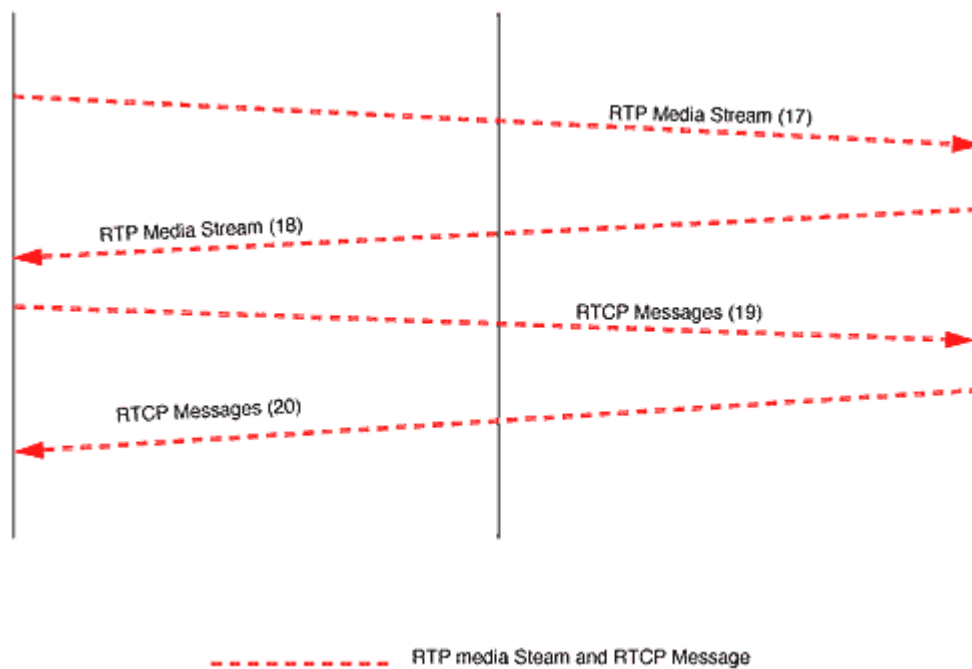 RTP Media Stream (17)
RTP Media Stream (18)
RTCP Messages (19)
RTCP Messages (20)
RTP media Steam and RTCP Message